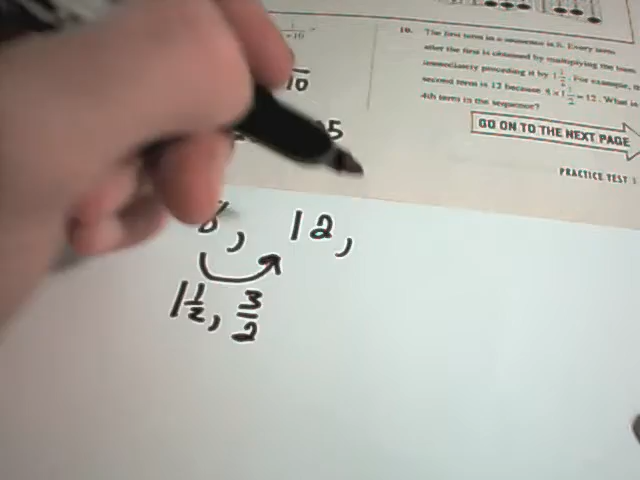 10. The first term in a sequence is 8. Every term
after the first is obtained by multiplying the term
immediately preceding it by 1 1/2. For example, the
second term is 12 because 8 × 1 1/2 = 12. What is
4th term in the sequence?
GO ON TO THE NEXT PAGE
PRACTICE TEST 1
10
8, 12,
1 1/2, 3/2